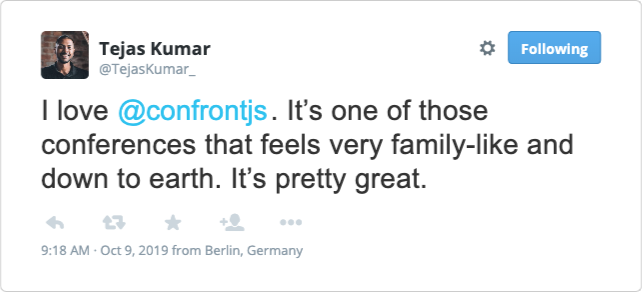 Tejas Kumar
@TejasKumar_
Following
I love @confrontjs. It’s one of those
conferences that feels very family-like and
down to earth. It’s pretty great.
9:18 AM · Oct 9, 2019 from Berlin, Germany